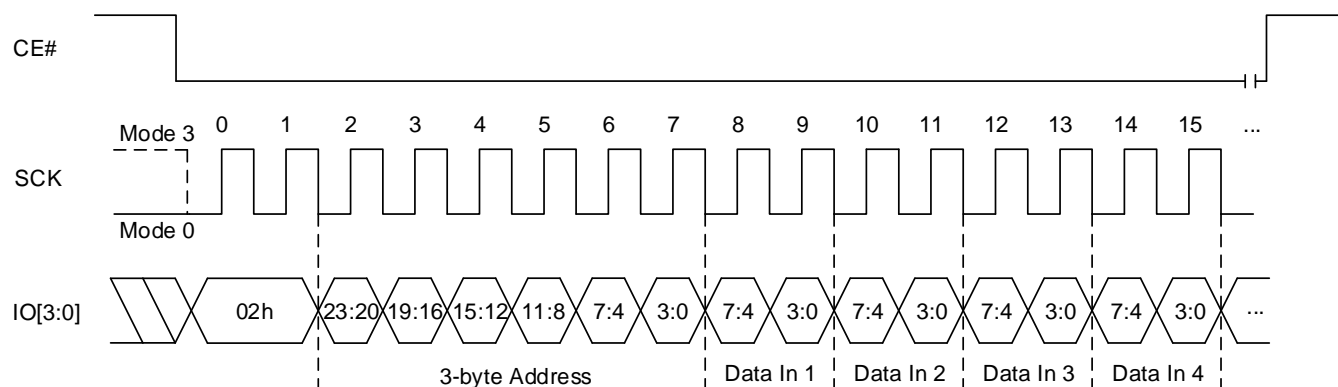 CE#
0 1 2 3 4 5 6 7 8 9 10 11 12 13 14 15 ...
Mode 3
SCK
Mode 0
IO[3:0] 02h 23:20 19:16 15:12 11:8 7:4 3:0 7:4 3:0 7:4 3:0 7:4 3:0 7:4 3:0 ...
3-byte Address Data In 1 Data In 2 Data In 3 Data In 4